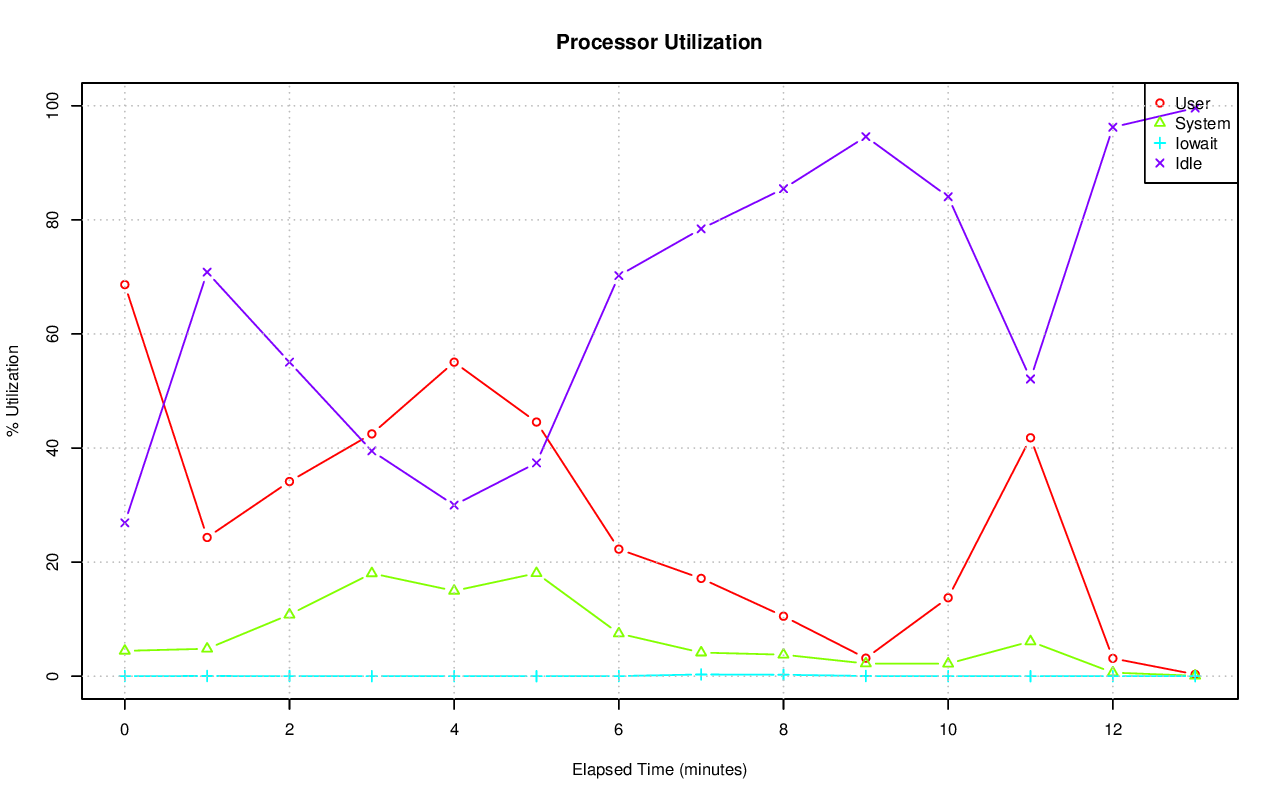 Processor Utilization
% Utilization
100
80
60
40
20
0
User
System
Iowait
Idle
0 2 4 6 8 10 12
Elapsed Time (minutes)